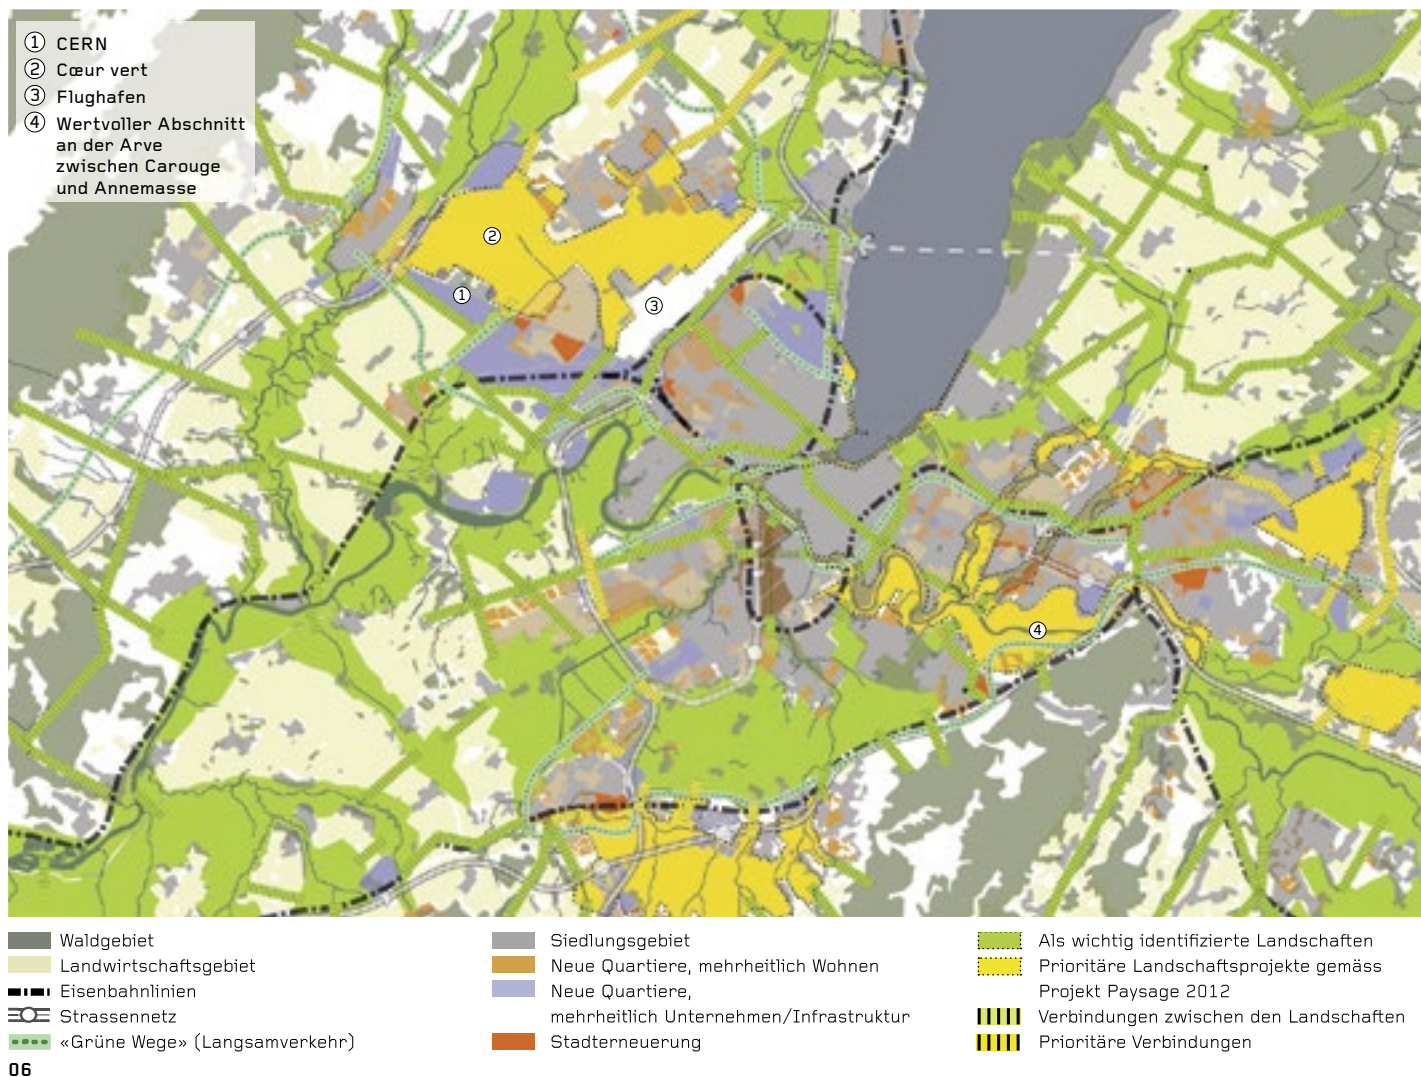 ① CERN
② Cœur vert
③ Flughafen
④ Wertvoller Abschnitt
an der Arve
zwischen Carouge
und Annemasse
②
①
③
④
Waldgebiet
Landwirtschaftsgebiet
Eisenbahnlinien
Strassennetz
«Grüne Wege» (Langsamverkehr)
Siedlungsgebiet
Neue Quartiere, mehrheitlich Wohnen
Neue Quartiere,
mehrheitlich Unternehmen/Infrastruktur
Stadterneuerung
Als wichtig identifizierte Landschaften
Prioritäre Landschaftsprojekte gemäss
Projekt Paysage 2012
Verbindungen zwischen den Landschaften
Prioritäre Verbindungen
06